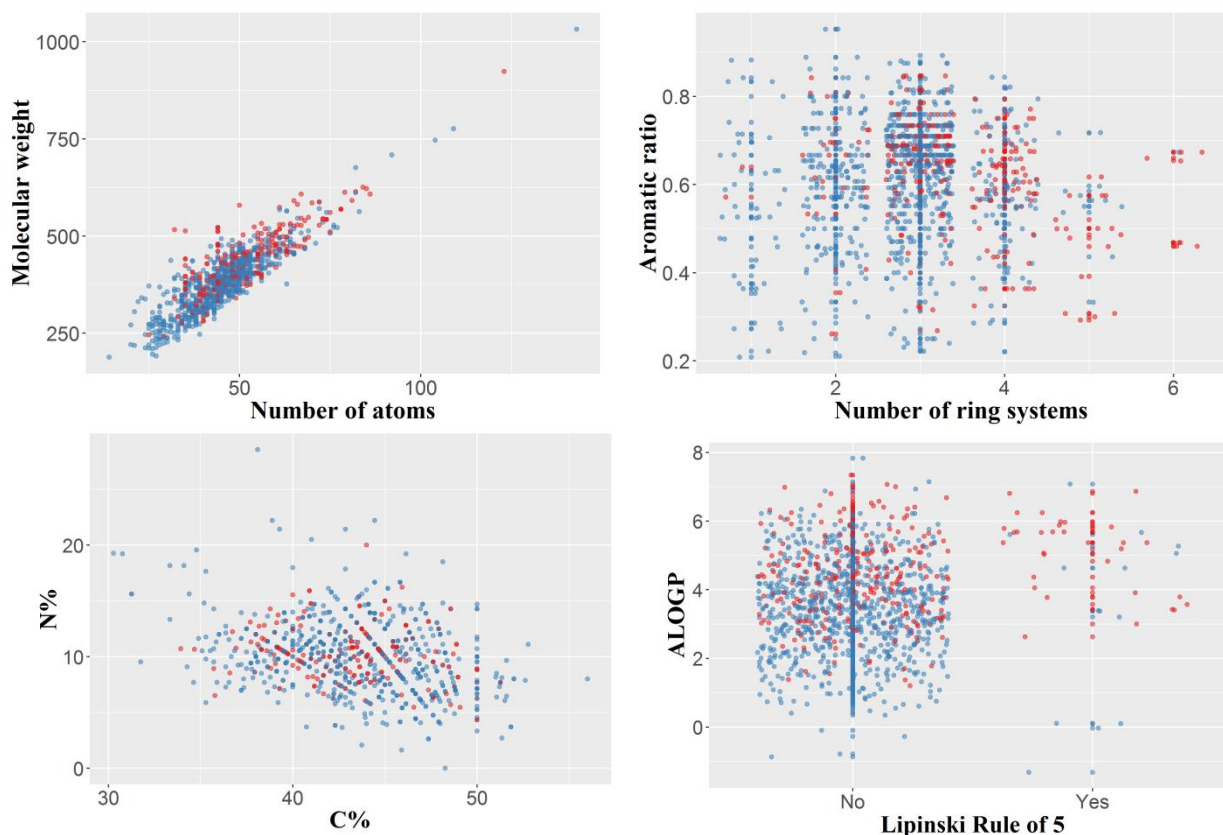 1000
750
500
250
50
100
Molecular weight
Number of atoms
0.8
0.6
0.4
0.2
2
4
6
Aromatic ratio
Number of ring systems
20
10
0
30
40
50
N%
C%
8
6
4
2
0
No
Yes
ALOGP
Lipinski Rule of 5